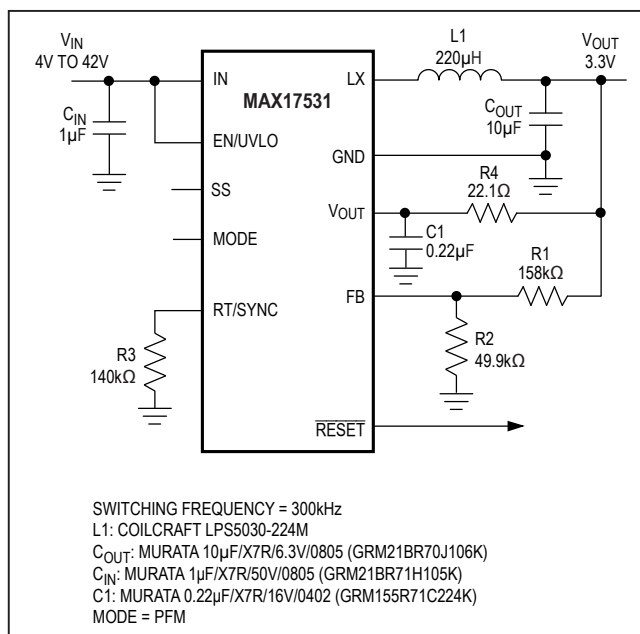 VIN
4V TO 42V
CIN
1µF
IN
MAX17531
EN/UVLO
SS
MODE
RT/SYNC
R3
140kΩ
LX
GND
VOUT
FB
RESET
L1
220µH
VOUT
3.3V
COUT
10µF
R4
22.1Ω
C1
0.22µF
R1
158kΩ
R2
49.9kΩ
SWITCHING FREQUENCY = 300kHz
L1: COILCRAFT LPS5030-224M
COUT: MURATA 10µF/X7R/6.3V/0805 (GRM21BR70J106K)
CIN: MURATA 1µF/X7R/50V/0805 (GRM21BR71H105K)
C1: MURATA 0.22µF/X7R/16V/0402 (GRM155R71C224K)
MODE = PFM